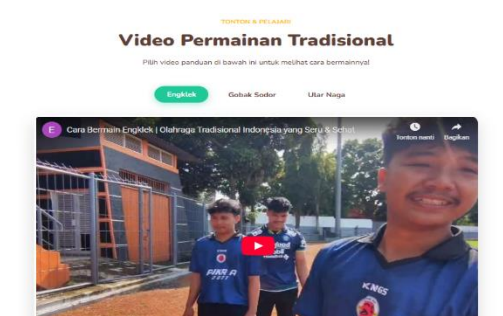 TONTON & PELAJARI
Video Permainan Tradisional
Pilih video panduan di bawah ini untuk melihat cara bermainnya!
Engklek Gobak Sodor Ular Naga
E Cara Bermain Engklek | Olahraga Tradisional Indonesia yang Seru & Sehat
Tonton nanti Bagikan
KNGS